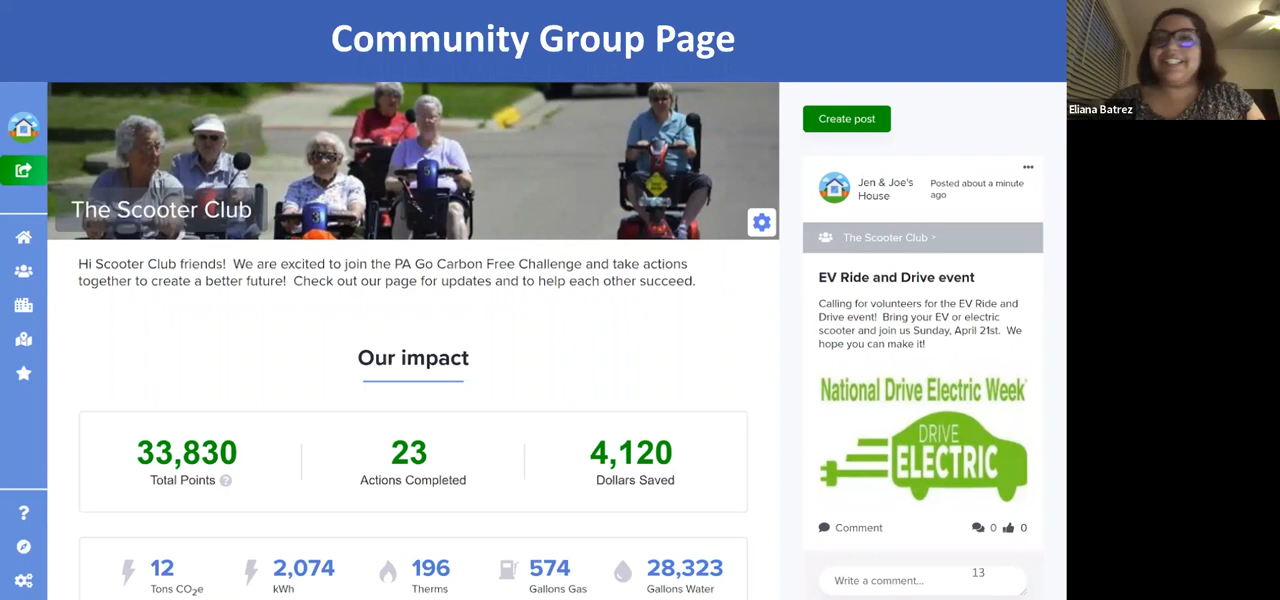 Community Group Page
Eliana Batrez
The Scooter Club
Hi Scooter Club friends! We are excited to join the PA Go Carbon Free Challenge and take actions
together to create a better future! Check out our page for updates and to help each other succeed.
Our impact
33,830
Total Points ?
23
Actions Completed
4,120
Dollars Saved
12
Tons CO₂e
2,074
kWh
196
Therms
574
Gallons Gas
28,323
Gallons Water
Create post
Jen & Joe's
House
Posted about a minute
ago
The Scooter Club >
EV Ride and Drive event
Calling for volunteers for the EV Ride and
Drive event! Bring your EV or electric
scooter and join us Sunday, April 21st. We
hope you can make it!
National Drive Electric Week
DRIVE
ELECTRIC
Comment
0
0
Write a comment...
13